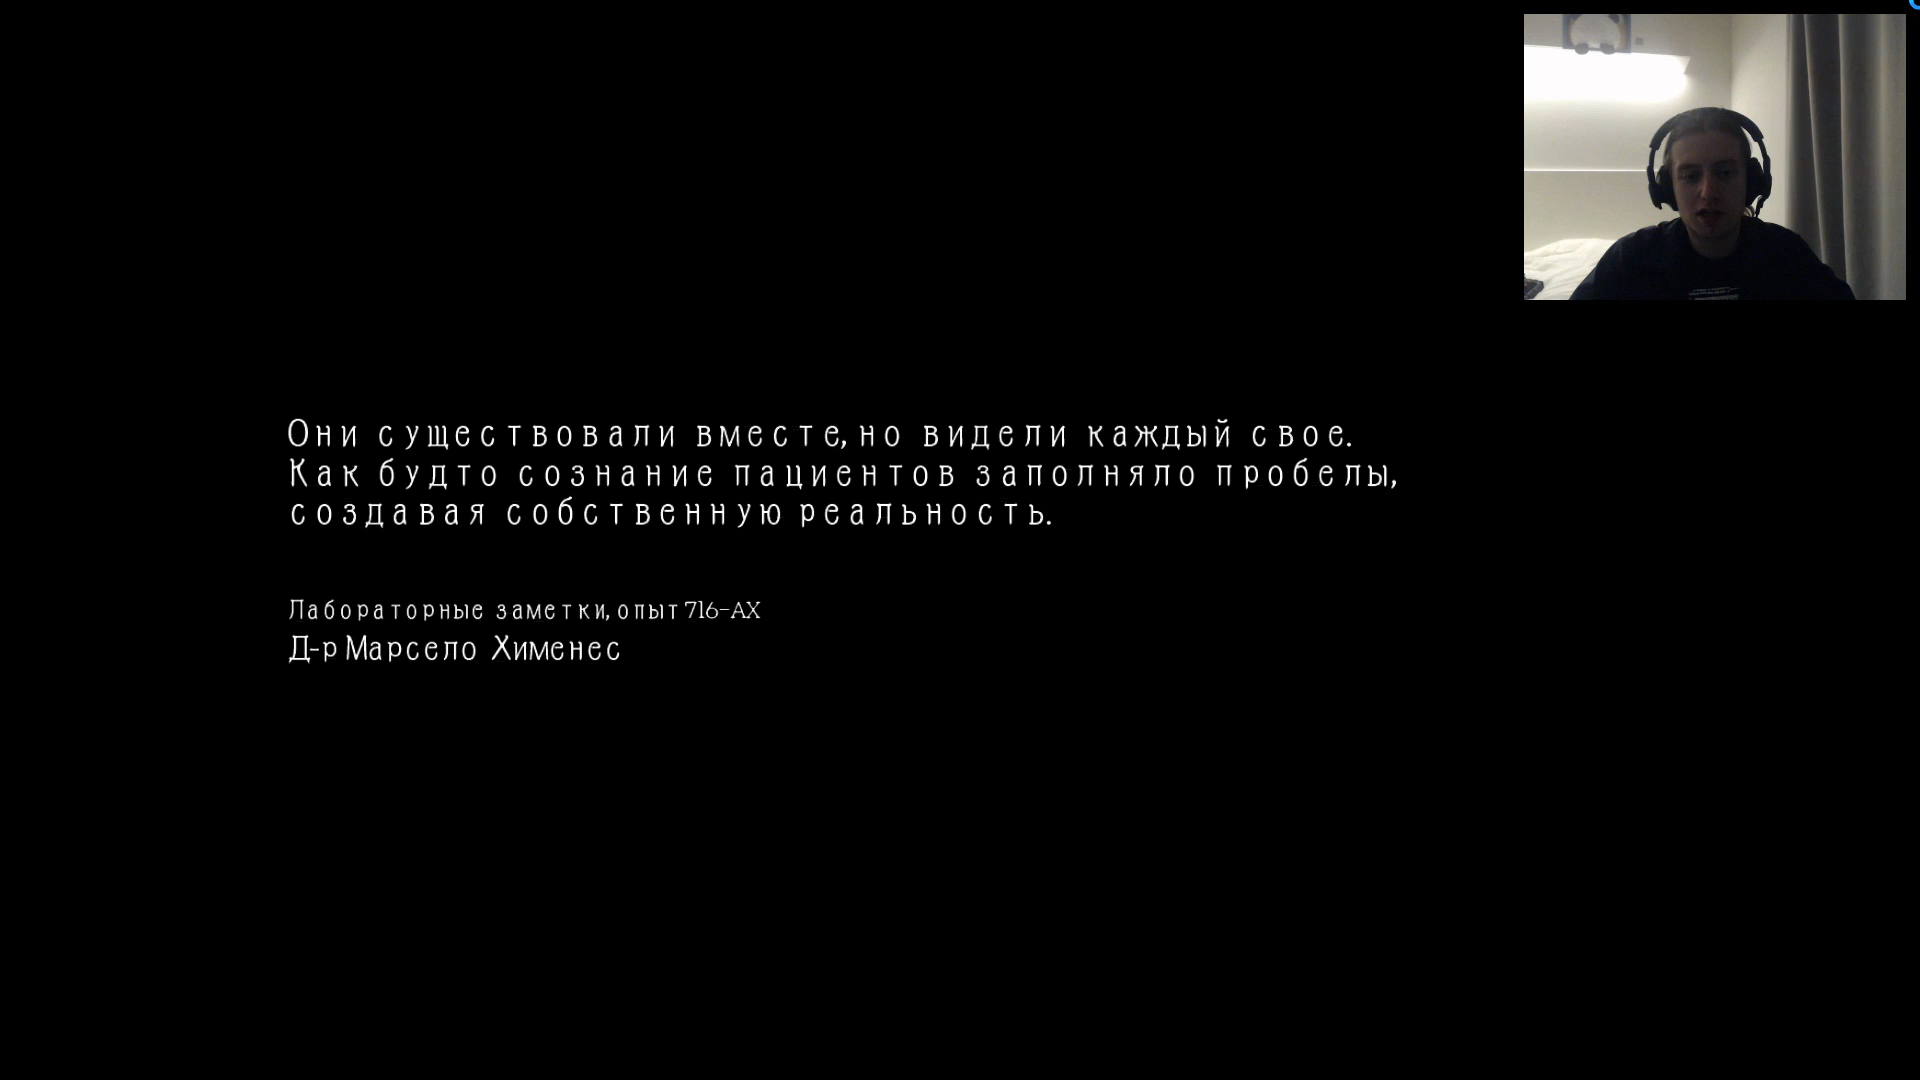 Они существовали вместе, но видели каждый свое.
Как будто сознание пациентов заполняло пробелы,
создавая собственную реальность.
Лабораторные заметки, опыт 716-AX
Д-р Марсело Хименес